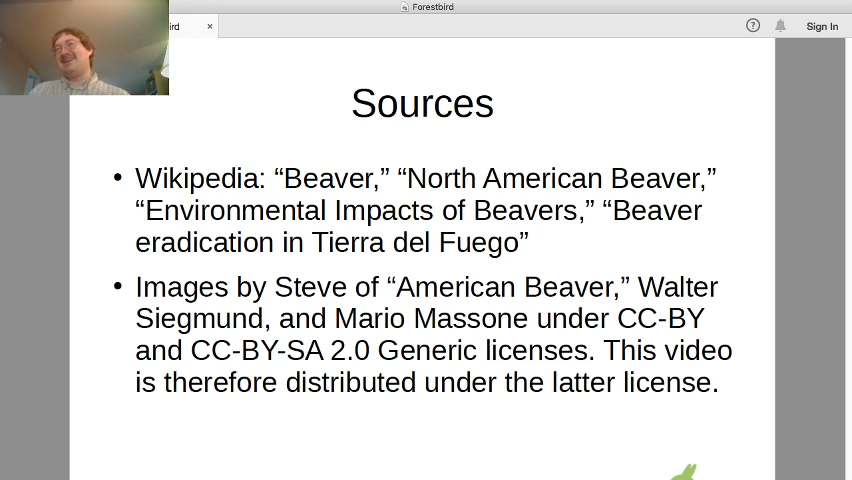 Forestbird
ird
×
? Sign In
Sources
• Wikipedia: “Beaver,” “North American Beaver,”
“Environmental Impacts of Beavers,” “Beaver
eradication in Tierra del Fuego”
• Images by Steve of “American Beaver,” Walter
Siegmund, and Mario Massone under CC-BY
and CC-BY-SA 2.0 Generic licenses. This video
is therefore distributed under the latter license.